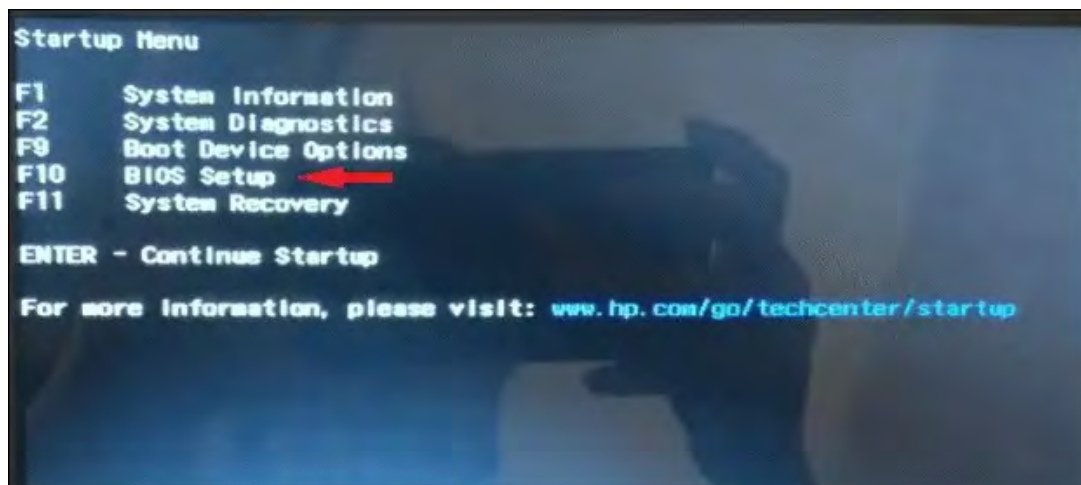 Startup Menu
F1 System Information
F2 System Diagnostics
F9 Boot Device Options
F10 BIOS Setup
F11 System Recovery
ENTER - Continue Startup
For more information, please visit: www.hp.com/go/techcenter/startup